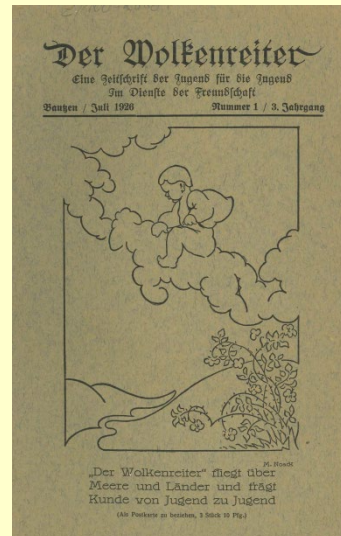 Der Wolkenreiter
Eine Zeitschrift der Jugend für die Jugend
Im Dienste der Freundschaft
Bautzen / Juli 1926 Nummer 1 / 3. Jahrgang
„Der Wolkenreiter“ fliegt über
Meere und Länder und trägt
Kunde von Jugend zu Jugend
(Als Postkarte zu beziehen, 3 Stück 10 Pfg.)